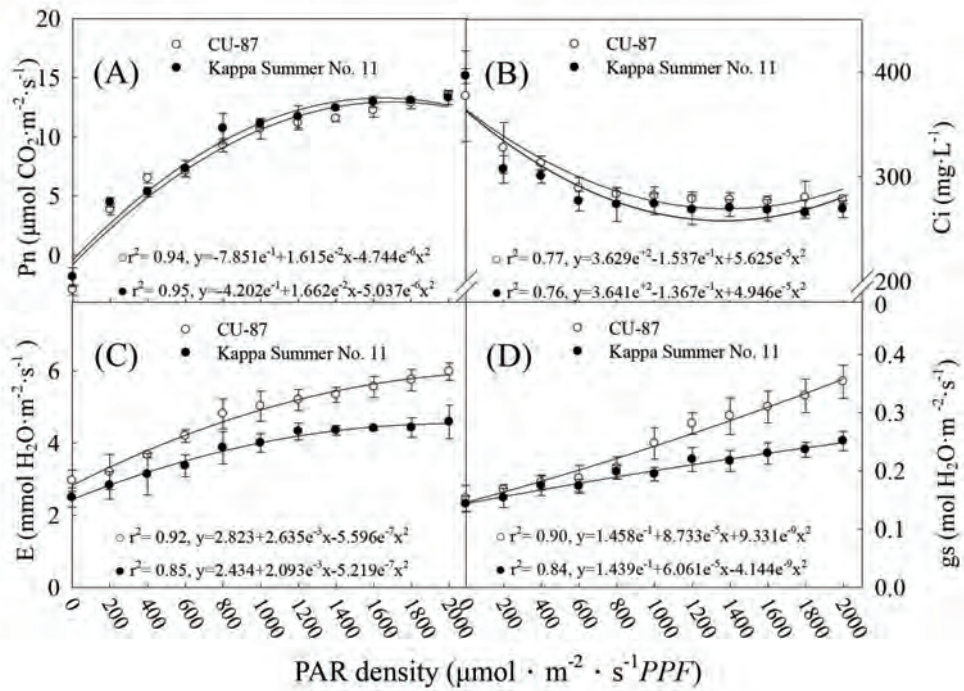 20
15
10
5
0
Pn (μmol CO₂·m⁻²·s⁻¹)
(A)
CU-87
Kappa Summer No. 11
r²= 0.94, y=-7.851e⁻¹+1.615e⁻²x-4.744e⁻⁶x²
r²= 0.95, y=-4.202e⁻¹+1.662e⁻²x-5.037e⁻⁶x²
(B)
CU-87
Kappa Summer No. 11
r²= 0.77, y=3.629e⁺²-1.537e⁻¹x+5.625e⁻⁵x²
r²= 0.76, y=3.641e⁺²-1.367e⁻¹x+4.946e⁻⁵x²
400
300
200
Ci (mg·L⁻¹)
6
4
2
0
E (mmol H₂O·m⁻²·s⁻¹)
(C)
CU-87
Kappa Summer No. 11
r²= 0.92, y=2.823+2.635e⁻³x-5.596e⁻⁷x²
r²= 0.85, y=2.434+2.093e⁻³x-5.219e⁻⁷x²
(D)
CU-87
Kappa Summer No. 11
r²= 0.90, y=1.458e⁻¹+8.733e⁻⁵x+9.331e⁻⁹x²
r²= 0.84, y=1.439e⁻¹+6.061e⁻⁵x-4.144e⁻⁹x²
0
0.4
0.3
0.2
0.1
0.0
gs (mol H₂O·m⁻²·s⁻¹)
0 200 400 600 800 1000 1200 1400 1600 1800 2000 200 400 600 800 1000 1200 1400 1600 1800 2000
PAR density (μmol · m⁻² · s⁻¹PPF)